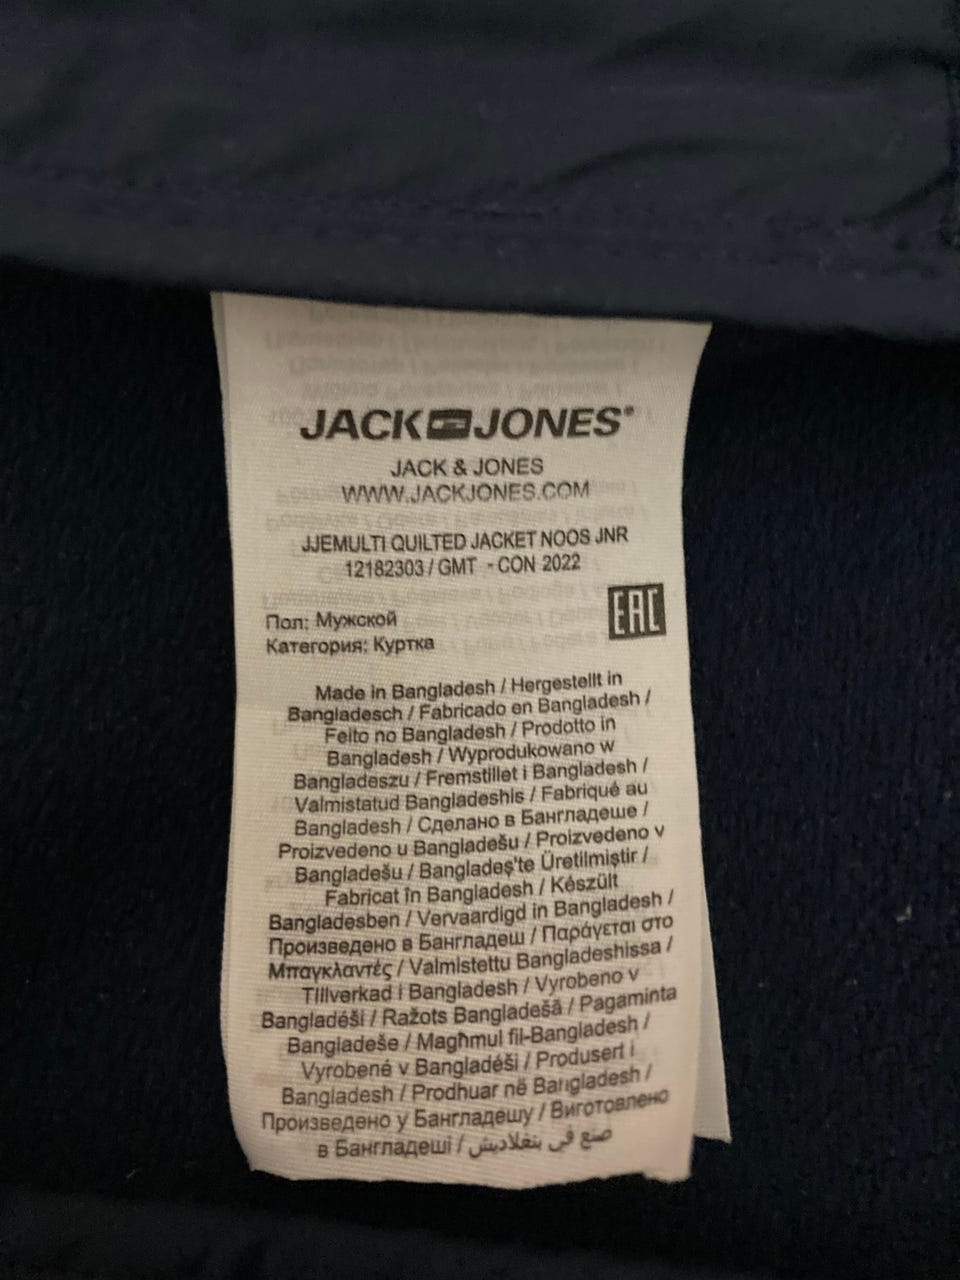 JACK JONES®
JACK & JONES
WWW.JACKJONES.COM
JJEMULTI QUILTED JACKET NOOS JNR
12182303 / GMT - CON 2022
EAC
Пол: Мужской
Категория: Куртка
Made in Bangladesh / Hergestellt in
Bangladesch / Fabricado en Bangladesh /
Feito no Bangladesh / Prodotto in
Bangladesh / Wyprodukowano w
Bangladeszu / Fremstillet i Bangladesh /
Valmistatud Bangladeshis / Fabriqué au
Bangladesh / Сделано в Бангладеше /
Proizvedeno u Bangladešu / Proizvedeno v
Bangladešu / Bangladeş'te Üretilmiştir /
Fabricat în Bangladesh / Készült
Bangladesben / Vervaardigd in Bangladesh /
Произведено в Бангладеш / Παράγεται στο
Μπαγκλαντές / Valmistettu Bangladeshissa /
Tillverkad i Bangladesh / Vyrobeno v
Bangladéši / Ražots Bangladešā / Pagaminta
Bangladeše / Magħmul fil-Bangladesh /
Vyrobené v Bangladéši / Produsert i
Bangladesh / Prodhuar në Bangladesh /
Произведено у Бангладешу / Виготовлено
в Бангладеші / صنع في بنغلاديش